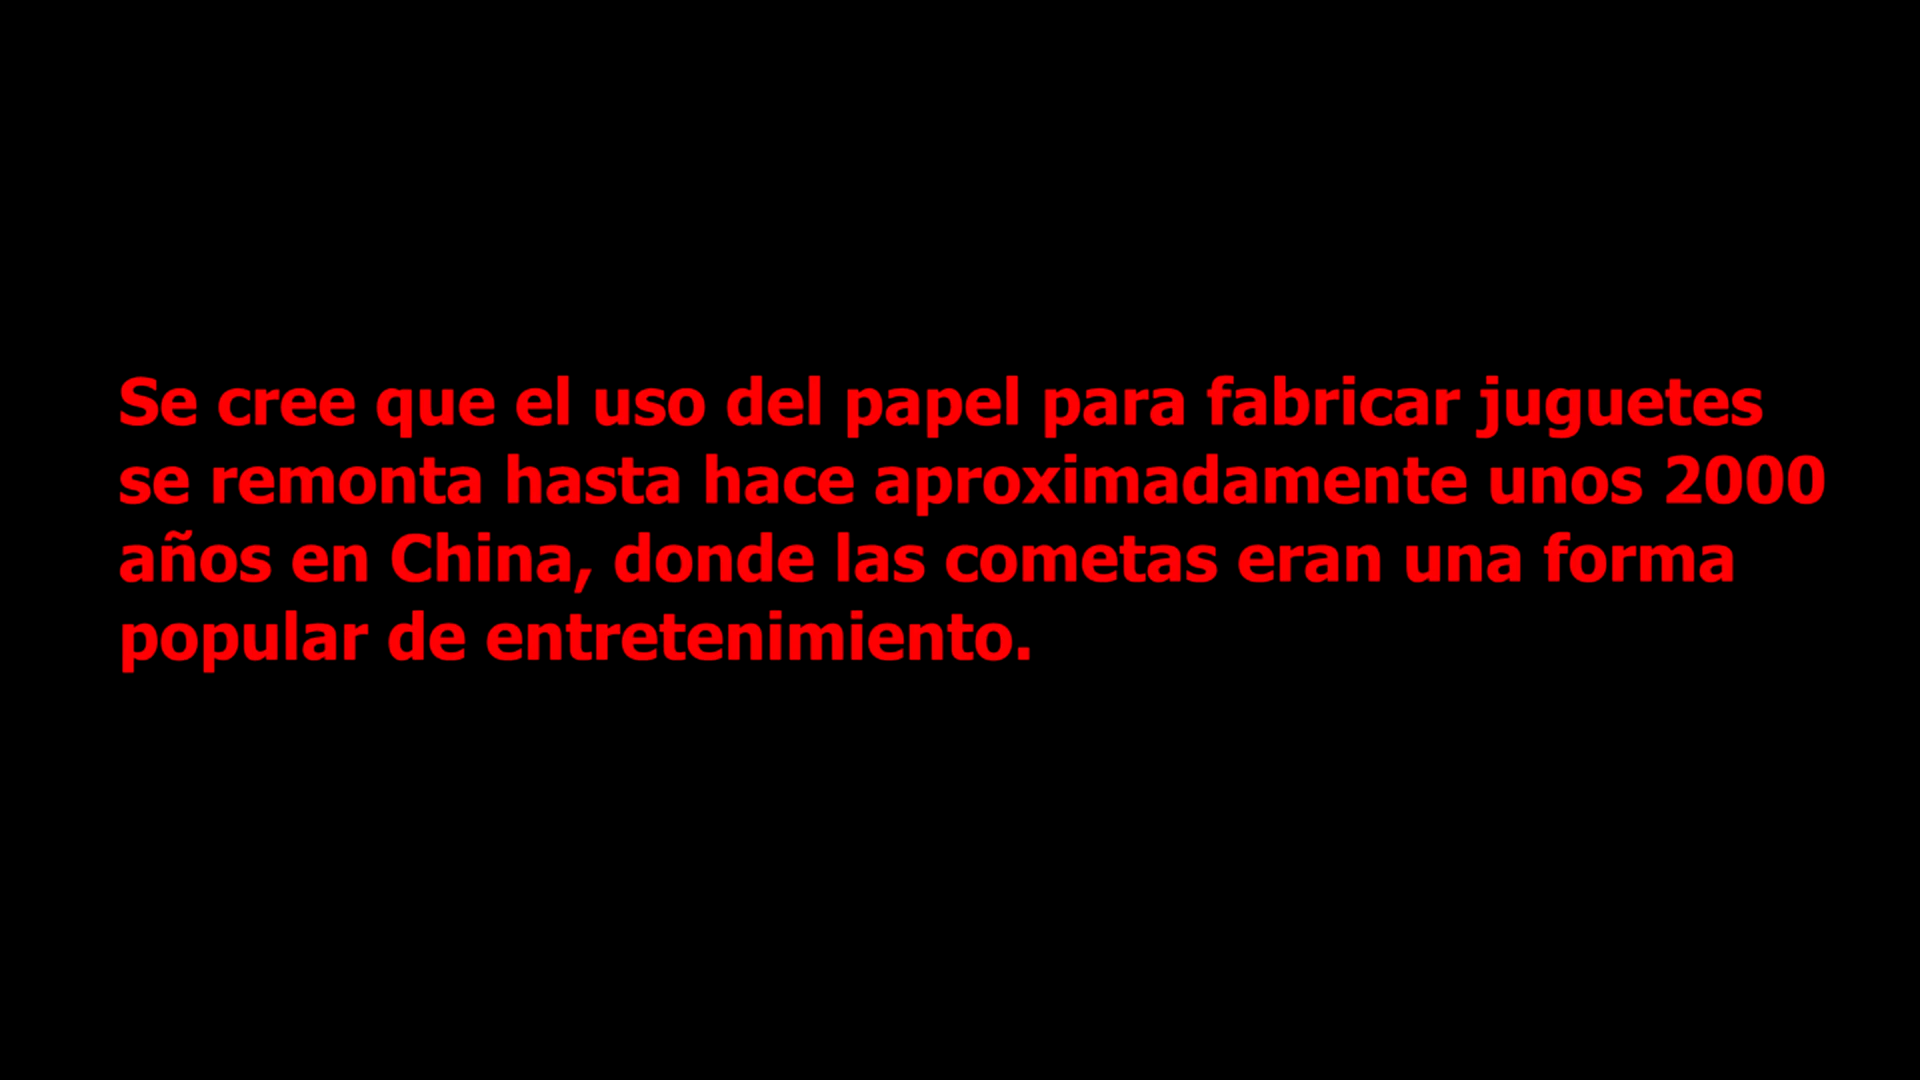 Se cree que el uso del papel para fabricar juguetes
se remonta hasta hace aproximadamente unos 2000
años en China, donde las cometas eran una forma
popular de entretenimiento.